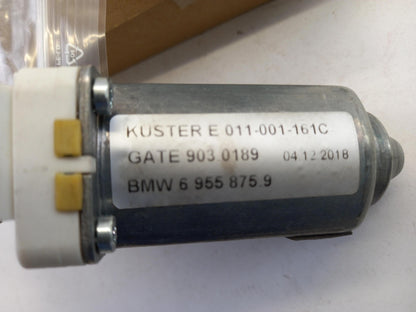 KUSTER E 011-001-161C
GATE 903.0189 04.12.2018
BMW 6 955 875.9